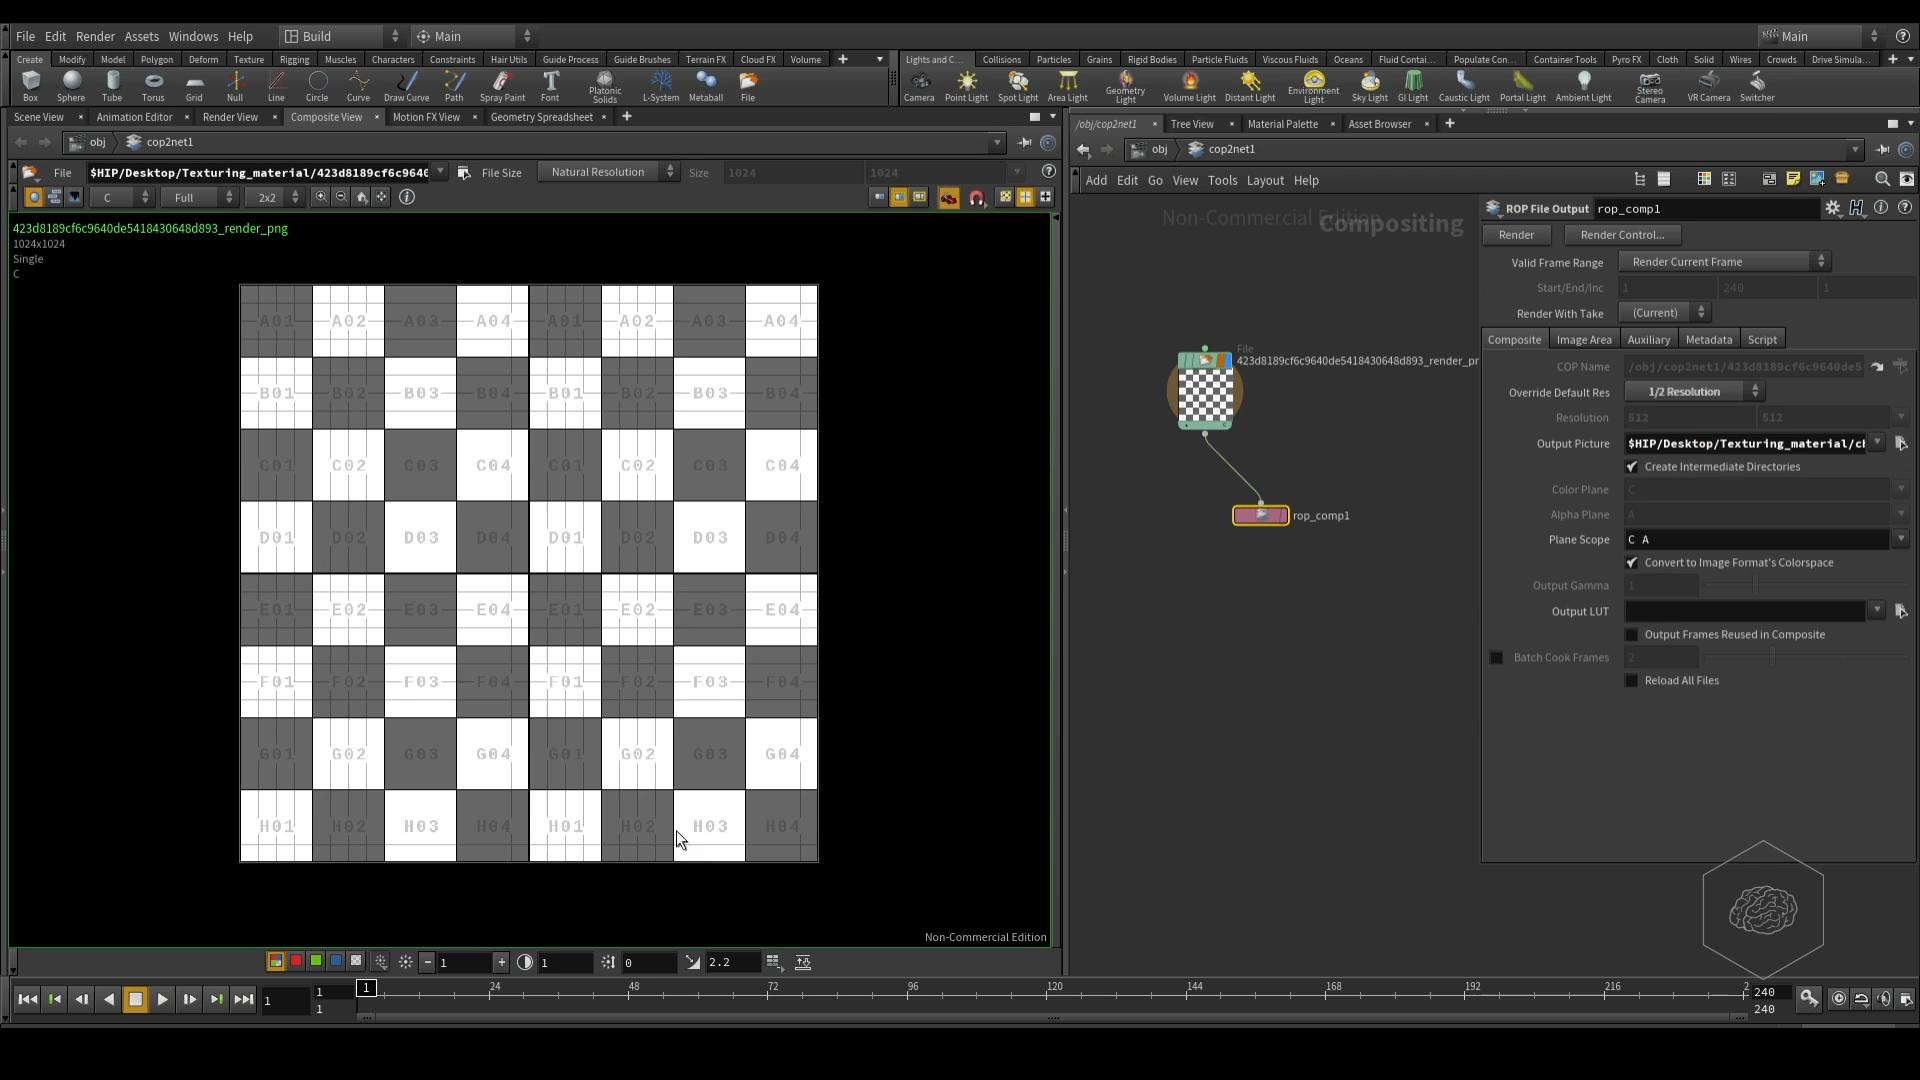 File Edit Render Assets Windows Help Build Main Main
Create Modify Model Polygon Deform Texture Rigging Muscles Characters Constraints Hair Utils Guide Process Guide Brushes Terrain FX Cloud FX Volume
Lights and C... Collisions Particles Grains Rigid Bodies Particle Fluids Viscous Fluids Oceans Fluid Contai... Populate Con... Container Tools Pyro FX Cloth Solid Wires Crowds Drive Simula...
Box Sphere Tube Torus Grid Null Line Circle Curve Draw Curve Path Spray Paint Font Platonic Solids L-System Metaball File
Camera Point Light Spot Light Area Light Geometry Light Volume Light Distant Light Environment Light Sky Light GI Light Caustic Light Portal Light Ambient Light Stereo Camera VR Camera Switcher
Scene View Animation Editor Render View Composite View Motion FX View Geometry Spreadsheet
obj cop2net1
File $HIP/Desktop/Texturing_material/423d8189cf6c9640 File Size Natural Resolution Size 1024 1024
C Full 2x2
423d8189cf6c9640de5418430648d893_render_png
1024x1024
Single
C
A01 A02 A03 A04 A01 A02 A03 A04
B01 B02 B03 B04 B01 B02 B03 B04
C01 C02 C03 C04 C01 C02 C03 C04
D01 D02 D03 D04 D01 D02 D03 D04
E01 E02 E03 E04 E01 E02 E03 E04
F01 F02 F03 F04 F01 F02 F03 F04
G01 G02 G03 G04 G01 G02 G03 G04
H01 H02 H03 H04 H01 H02 H03 H04
Non-Commercial Edition
1 1 0 2.2
/obj/cop2net1 Tree View Material Palette Asset Browser
obj cop2net1
Add Edit Go View Tools Layout Help
Non-Commercial Edition
Compositing
File
423d8189cf6c9640de5418430648d893_render_pr
rop_comp1
ROP File Output rop_comp1
Render Render Control...
Valid Frame Range Render Current Frame
Start/End/Inc 1 240 1
Render With Take (Current)
Composite Image Area Auxiliary Metadata Script
COP Name /obj/cop2net1/423d8189cf6c9640de5
Override Default Res 1/2 Resolution
Resolution 512 512
Output Picture $HIP/Desktop/Texturing_material/cl
Create Intermediate Directories
Color Plane C
Alpha Plane A
Plane Scope C A
Convert to Image Format's Colorspace
Output Gamma 1
Output LUT
Output Frames Reused in Composite
Batch Cook Frames 2
Reload All Files
1 1 1 1 24 48 72 96 120 144 168 192 216 2 240
240